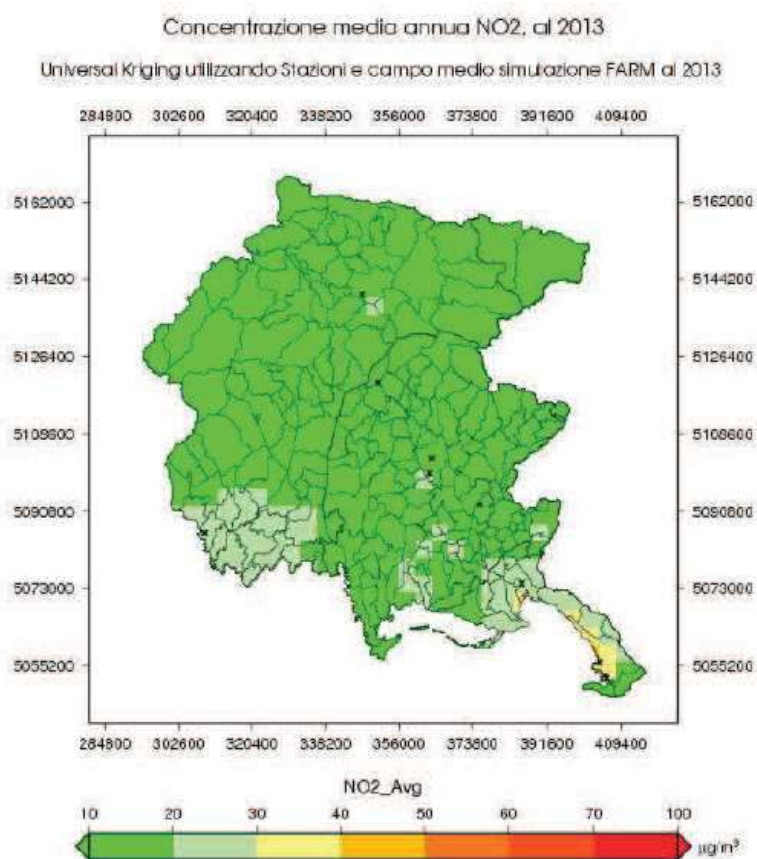 Concentrazione media annua NO2, al 2013
Universal Kriging utilizzando Stazioni e campo medio simulazione FARM al 2013
284800 302600 320400 338200 356000 373800 391600 409400
5162000 5162000
5144200 5144200
5126400 5126400
5108600 5108600
5090800 5090800
5073000 5073000
5055200 5055200
284800 302600 320400 338200 356000 373800 391600 409400
NO2_Avg
10 20 30 40 50 60 70 100
µg/m³